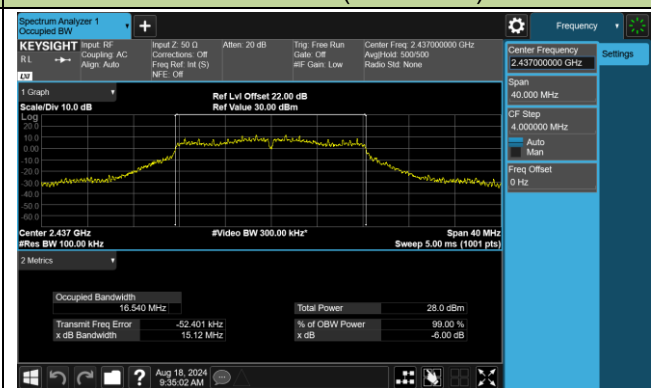 Spectrum Analyzer 1
Occupied BW
Frequency
KEYSIGHT
R L
Input: RF
Coupling: AC
Align: Auto
Input Z: 50 Ω
Corrections: Off
Freq Ref: Int (S)
NFE: Off
Atten: 20 dB
Trig: Free Run
Gate: Off
#IF Gain: Low
Center Freq: 2.437000000 GHz
Avg|Hold: 500/500
Radio Std: None
Center Frequency
2.437000000 GHz
Settings
Span
40.000 MHz
CF Step
4.000000 MHz
Auto
Man
Freq Offset
0 Hz
1 Graph
Scale/Div 10.0 dB
Ref Lvl Offset 22.00 dB
Ref Value 30.00 dBm
Log
20.0
10.0
0.00
-10.0
-20.0
-30.0
-40.0
-50.0
-60.0
Center 2.437 GHz
#Res BW 100.00 kHz
#Video BW 300.00 kHz*
Span 40 MHz
Sweep 5.00 ms (1001 pts)
2 Metrics
Occupied Bandwidth
16.540 MHz
Total Power 28.0 dBm
Transmit Freq Error -52.401 kHz
% of OBW Power 99.00 %
x dB Bandwidth 15.12 MHz
x dB -6.00 dB
?
Aug 18, 2024
9:35:02 AM